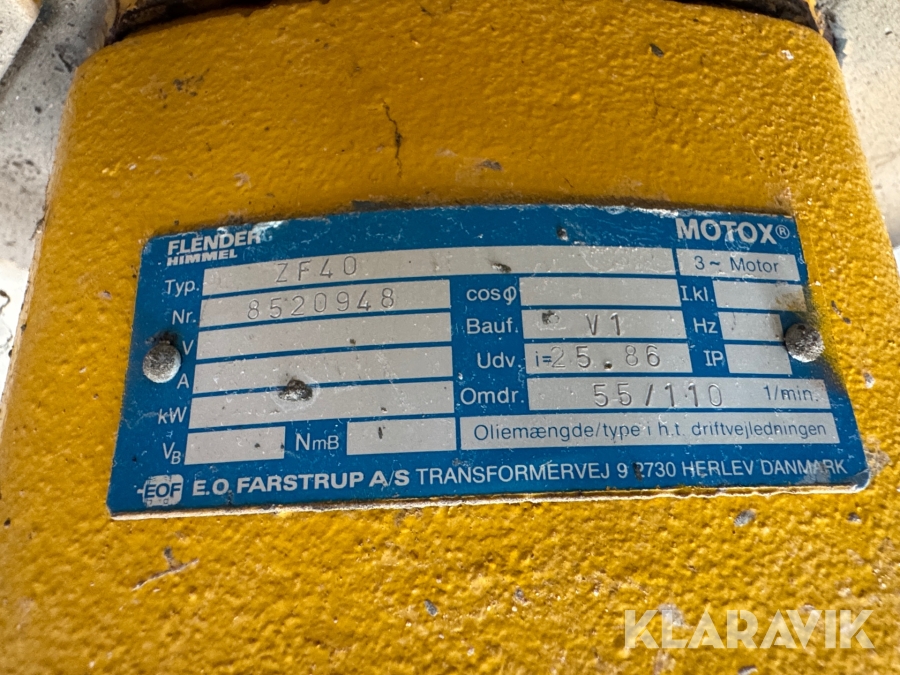 FLENDER HIMMEL MOTOX®
Typ. ZF40 3~ Motor
Nr. 8520948 cosφ I.kl.
V Bauf. V1 Hz
A Udv. i=25.86 IP
kW Omdr. 55/110 1/min.
VB NmB Oliemængde/type i h.t. driftvejledningen
EOF E.O. FARSTRUP A/S TRANSFORMERVEJ 9 2730 HERLEV DANMARK
KLARAVIK